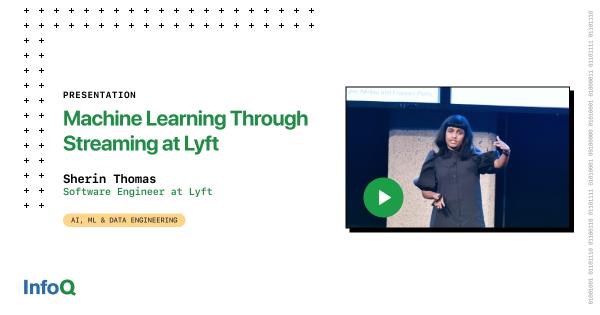 PRESENTATION
Machine Learning Through
Streaming at Lyft
Sherin Thomas
Software Engineer at Lyft
AI, ML & DATA ENGINEERING
InfoQ